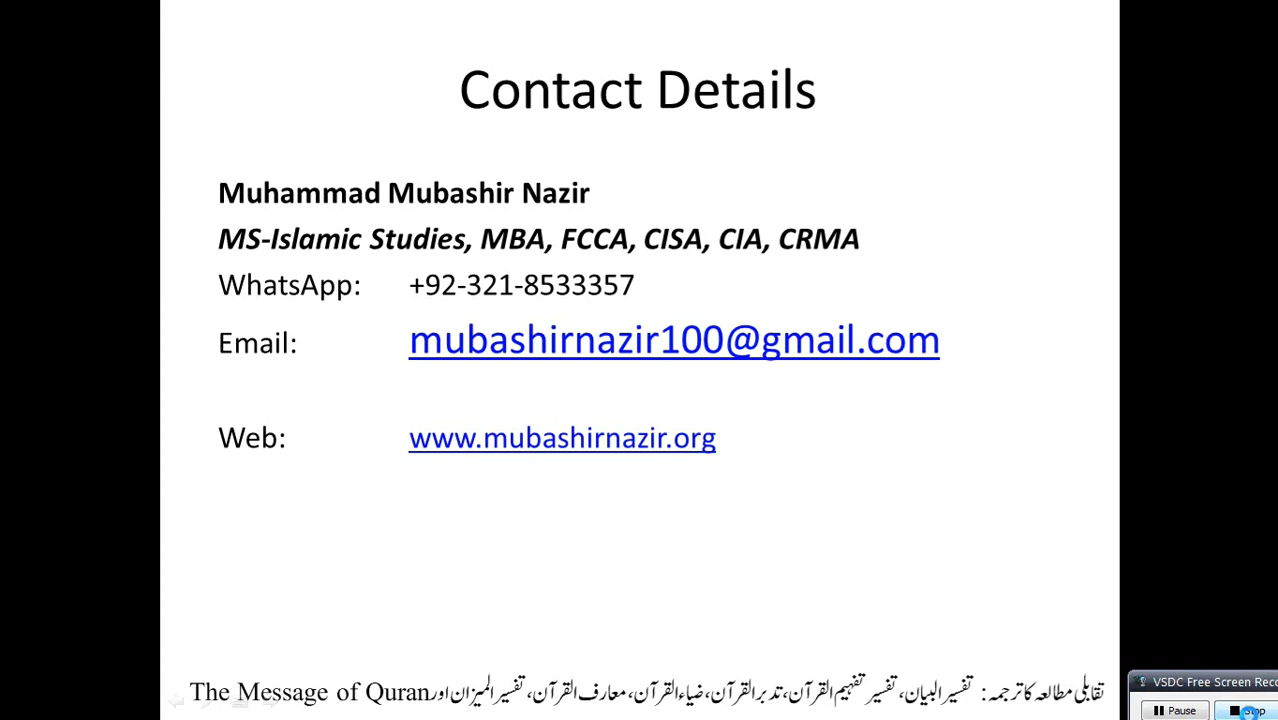 Contact Details
Muhammad Mubashir Nazir
MS-Islamic Studies, MBA, FCCA, CISA, CIA, CRMA
WhatsApp: +92-321-8533357
Email: mubashirnazir100@gmail.com
Web: www.mubashirnazir.org
تقابلی مطالعہ کا ترجمہ: تفسیر البیان، تفسیر تفہیم القرآن، تدبر القرآن، ضیاء القرآن، معارف القرآن، تفسیر المیزان اور The Message of Quran
VSDC Free Screen Reco
Pause Stop